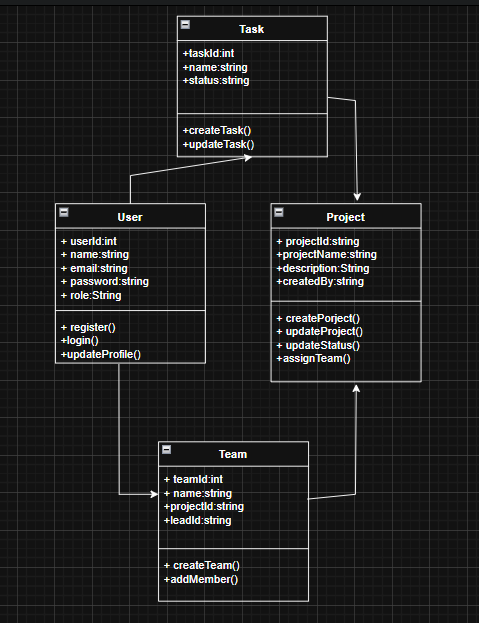 Task
+taskId:int
+name:string
+status:string
+createTask()
+updateTask()
User
+ userId:int
+ name:string
+ email:string
+ password:string
+ role:String
+ register()
+login()
+updateProfile()
Project
+ projectId:string
+projectName:string
+description:String
+createdBy:string
+ createPorject()
+ updateProject()
+ updateStatus()
+assignTeam()
Team
+ teamId:int
+ name:string
+projectId:string
+leadId:string
+ createTeam()
+addMember()